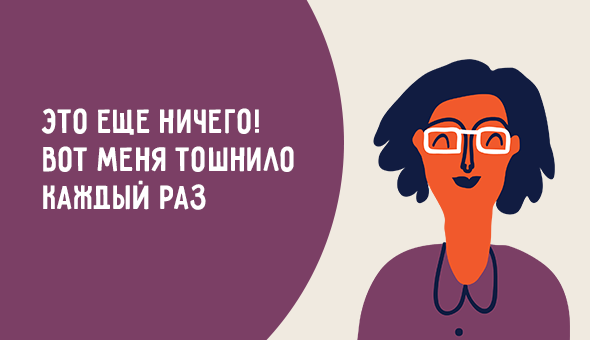 ЭТО ЕЩЕ НИЧЕГО!
ВОТ МЕНЯ ТОШНИЛО
КАЖДЫЙ РАЗ